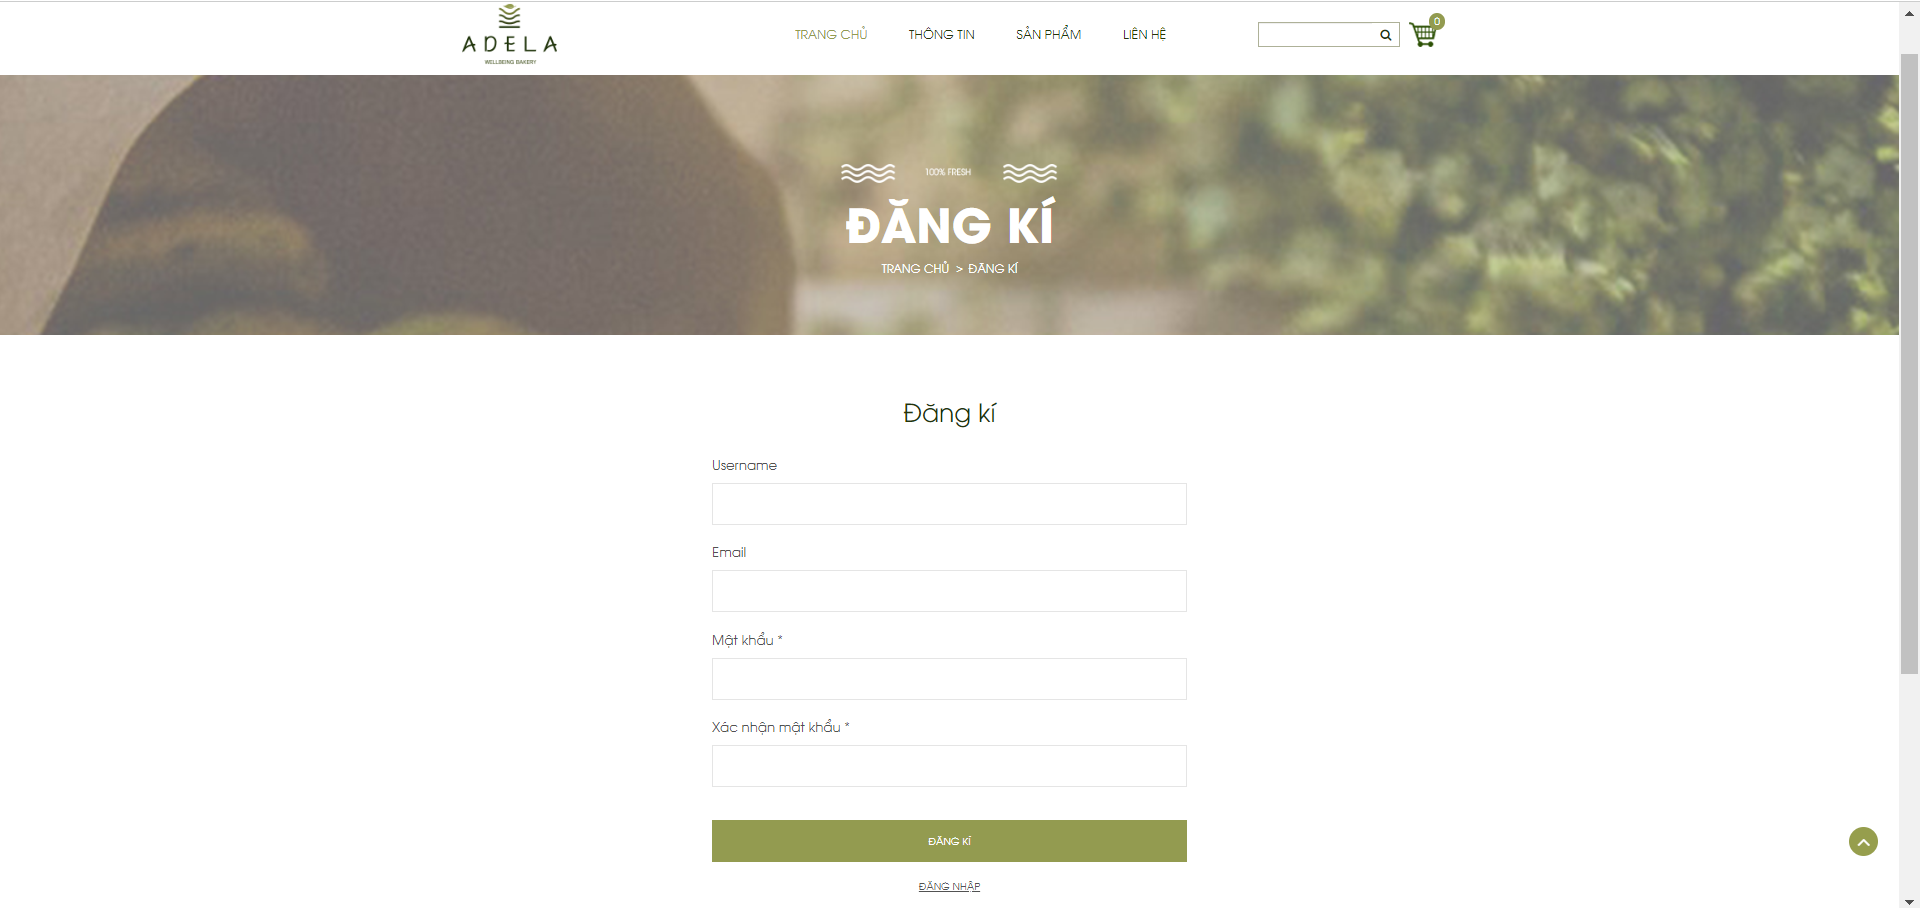 ADELA
WELLBEING BAKERY
TRANG CHỦ THÔNG TIN SẢN PHẨM LIÊN HỆ
0
100% FRESH
ĐĂNG KÍ
TRANG CHỦ > ĐĂNG KÍ
Đăng kí
Username
Email
Mật khẩu *
Xác nhận mật khẩu *
ĐĂNG KÍ
ĐĂNG NHẬP